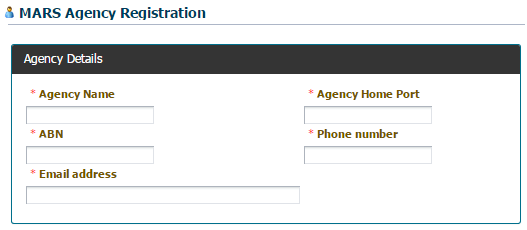 MARS Agency Registration
Agency Details
* Agency Name
* Agency Home Port
* ABN
* Phone number
* Email address